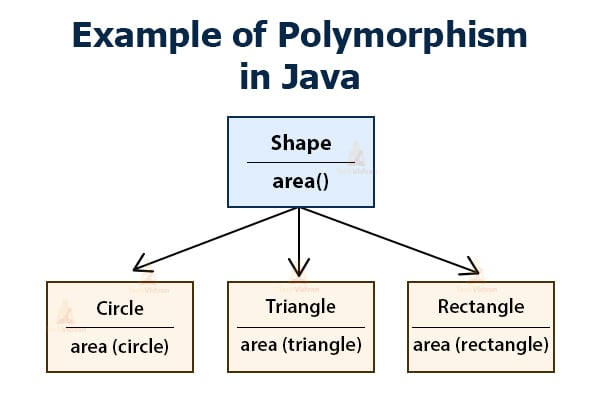 Example of Polymorphism
in Java
Shape
area()
Circle
area (circle)
Triangle
area (triangle)
Rectangle
area (rectangle)